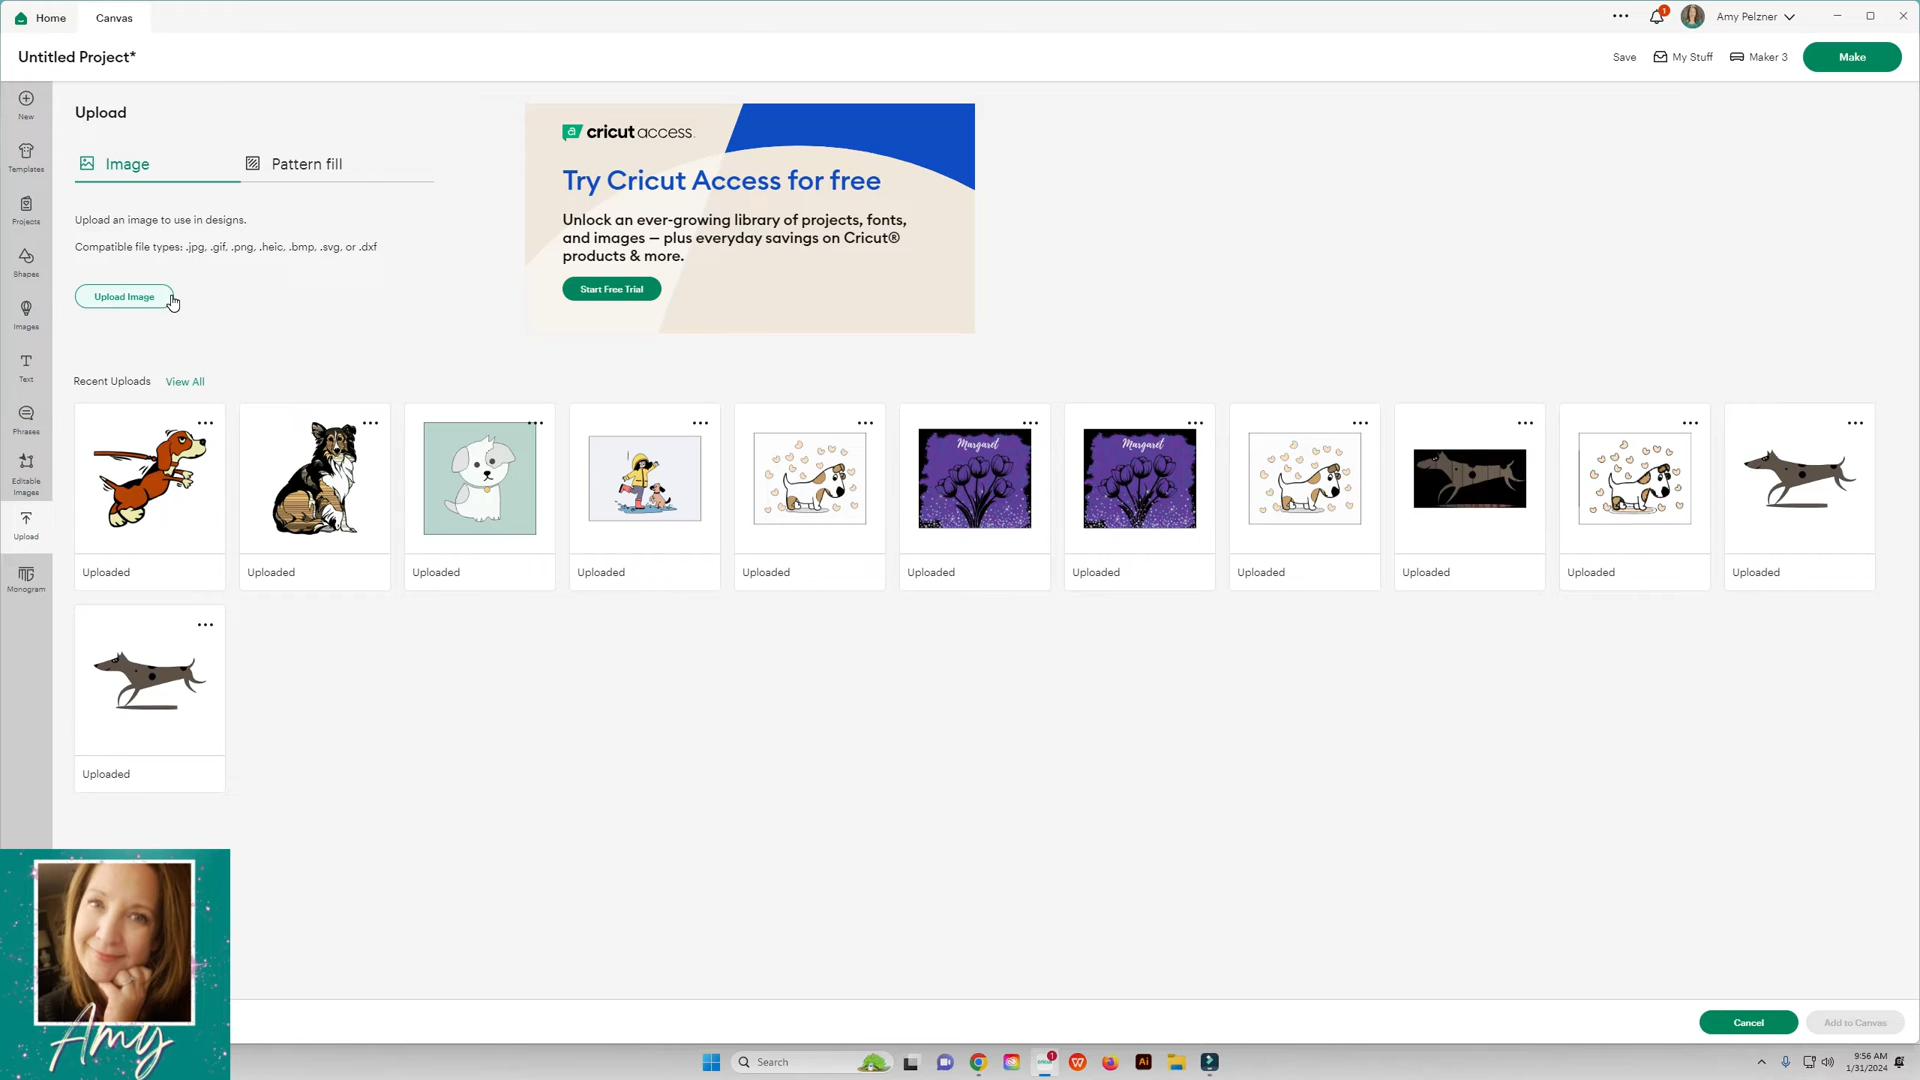 Home
Canvas
1
Amy Pelzner
Untitled Project*
Save
My Stuff
Maker 3
Make
New
Templates
Projects
Shapes
Images
Text
Phrases
Editable
Images
Upload
Monogram
Upload
Image
Pattern fill
Upload an image to use in designs.
Compatible file types: .jpg, .gif, .png, .heic, .bmp, .svg, or .dxf
Upload Image
cricut access.
Try Cricut Access for free
Unlock an ever-growing library of projects, fonts,
and images — plus everyday savings on Cricut®
products & more.
Start Free Trial
Recent Uploads
View All
Margaret
Margaret
Uploaded
Uploaded
Uploaded
Uploaded
Uploaded
Uploaded
Uploaded
Uploaded
Uploaded
Uploaded
Uploaded
Uploaded
Amy
Cancel
Add to Canvas
Search
cricut
1
W
Ai
9:56 AM
1/31/2024